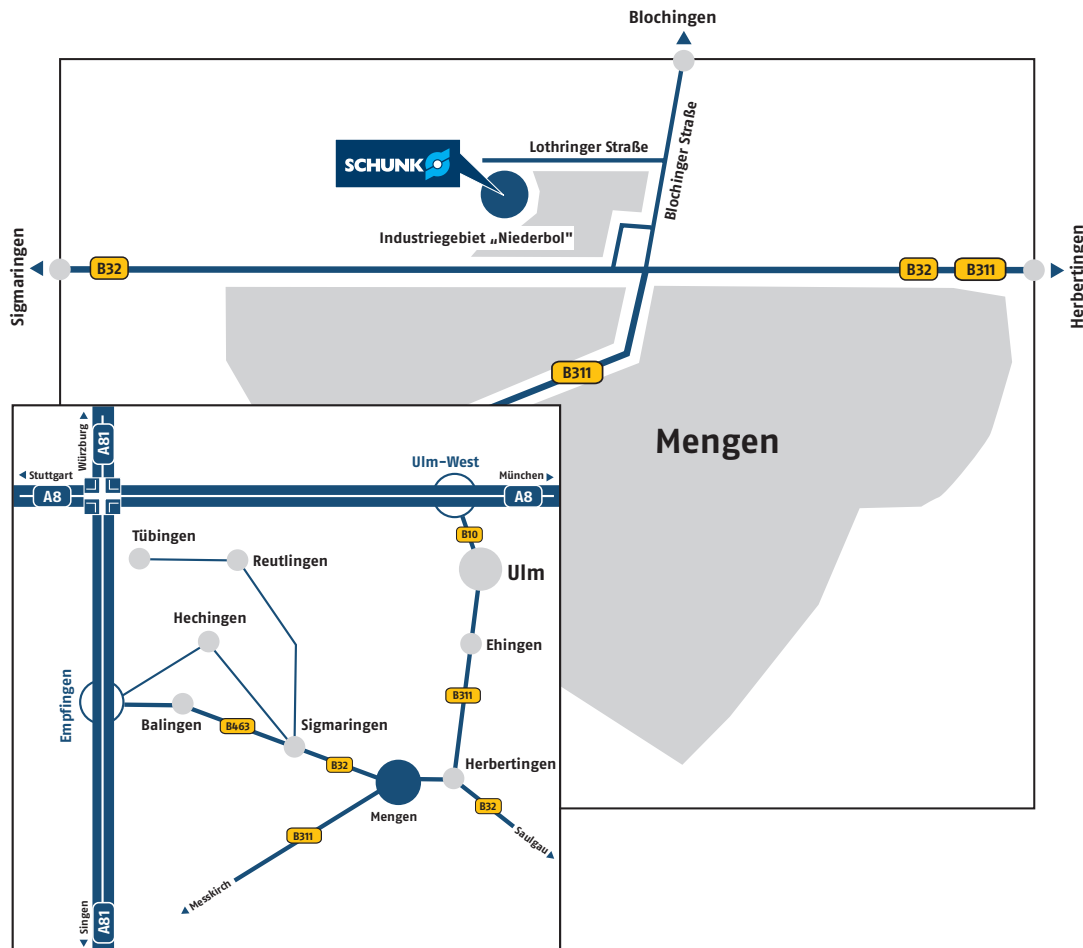 Blochingen
Blochinger Straße
Lothringer Straße
SCHUNK
Industriegebiet „Niederbol"
Sigmaringen
B32
B32
B311
Herbertingen
B311
Mengen
Würzburg
A81
Stuttgart
A8
Ulm-West
München
A8
B10
Tübingen
Reutlingen
Ulm
Hechingen
Ehingen
Empfingen
B311
Balingen
B463
Sigmaringen
B32
Herbertingen
Mengen
B32
B311
Saulgau
Messkirch
Singen
A81